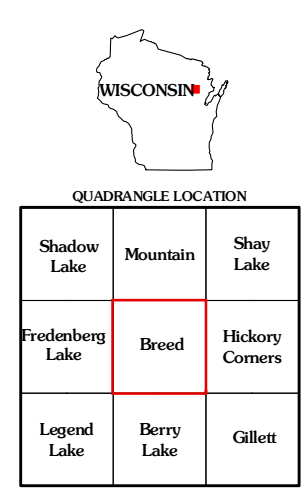 WISCONSIN
QUADRANGLE LOCATION
Shadow
Lake
Mountain
Shay
Lake
Fredenberg
Lake
Breed
Hickory
Corners
Legend
Lake
Berry
Lake
Gillett